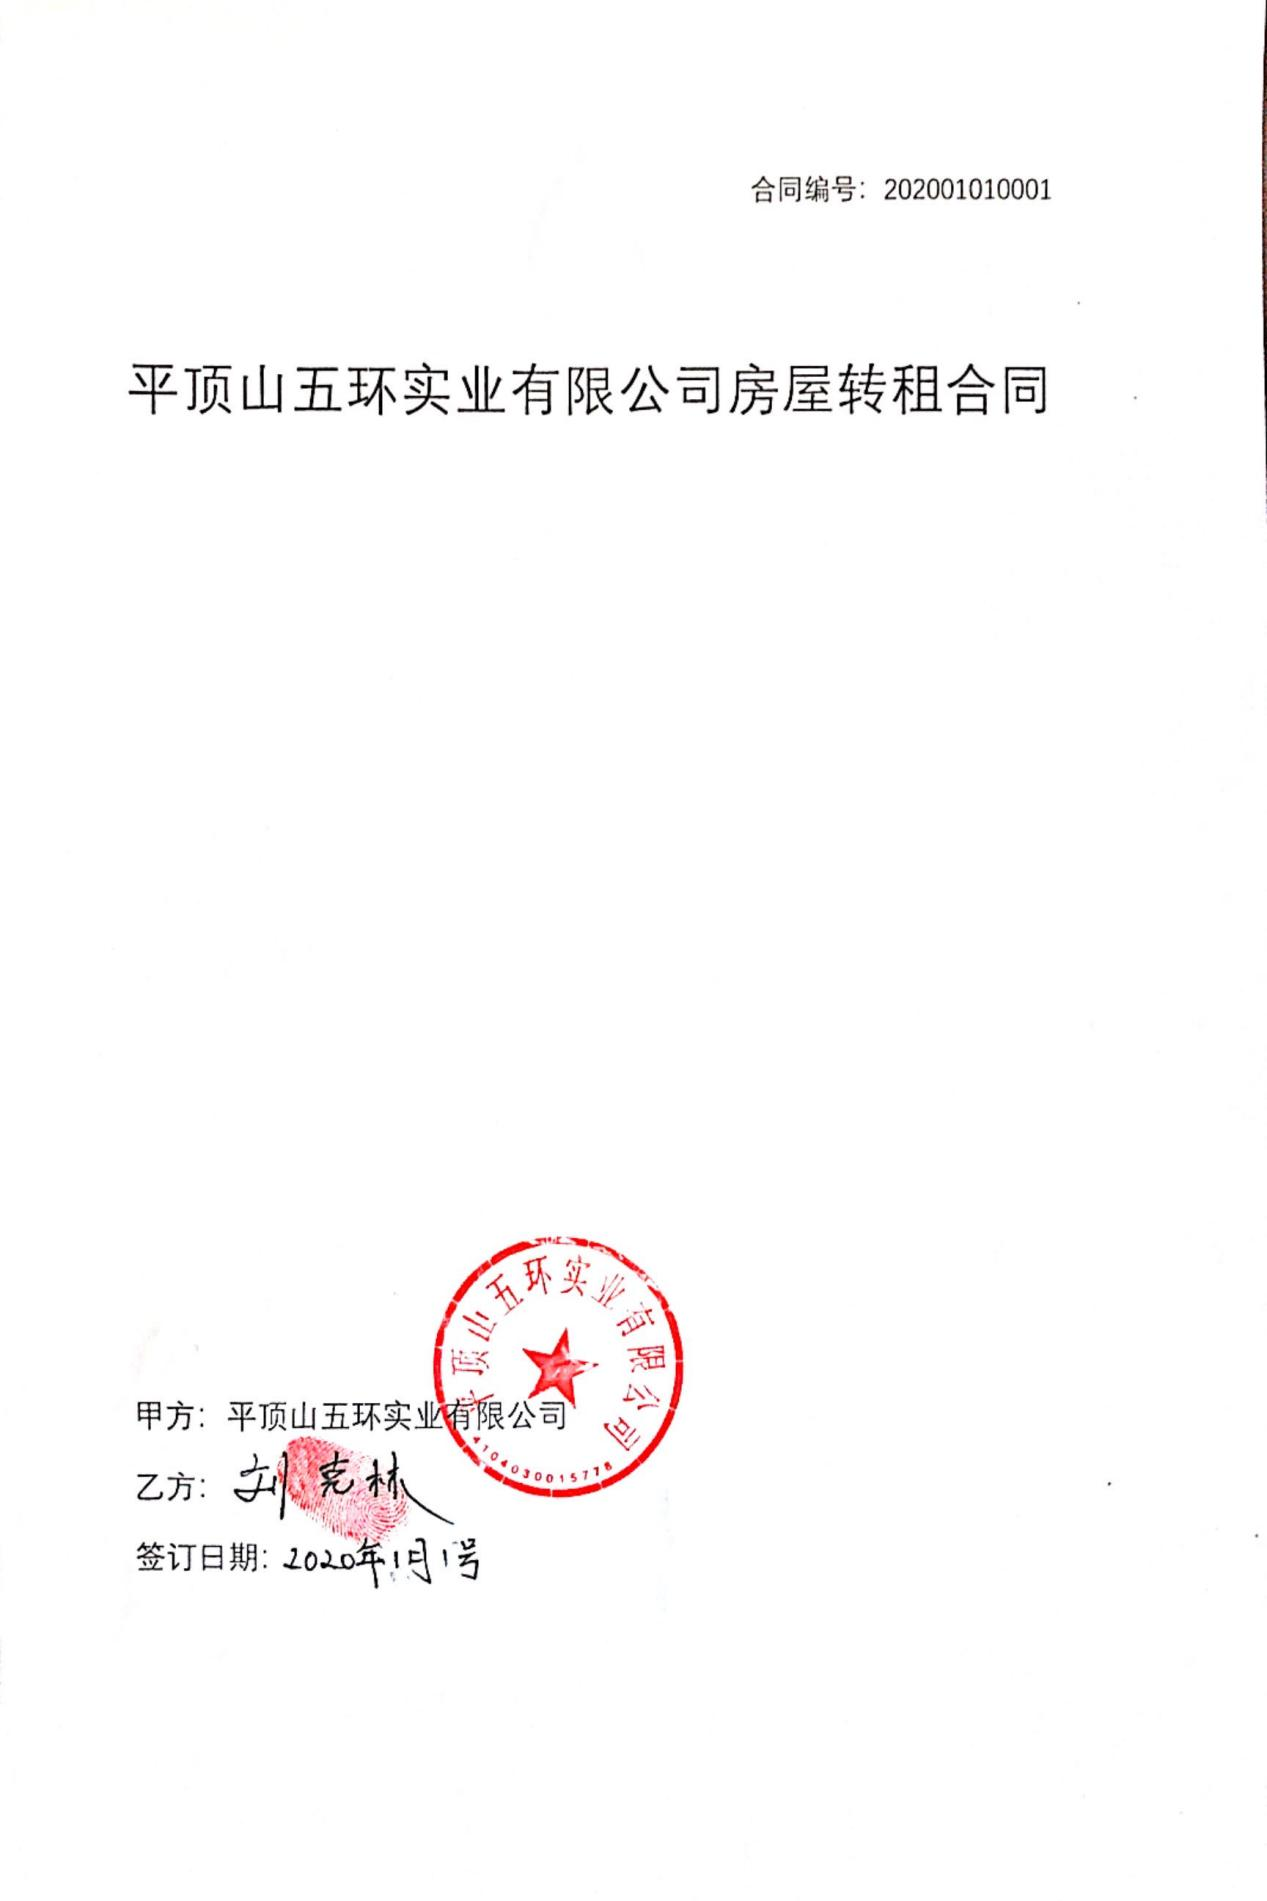 合同编号：202001010001
平顶山五环实业有限公司房屋转租合同
平顶山五环实业有限公司
4104030015778
甲方：平顶山五环实业有限公司
乙方：刘克林
签订日期：2020年1月1号